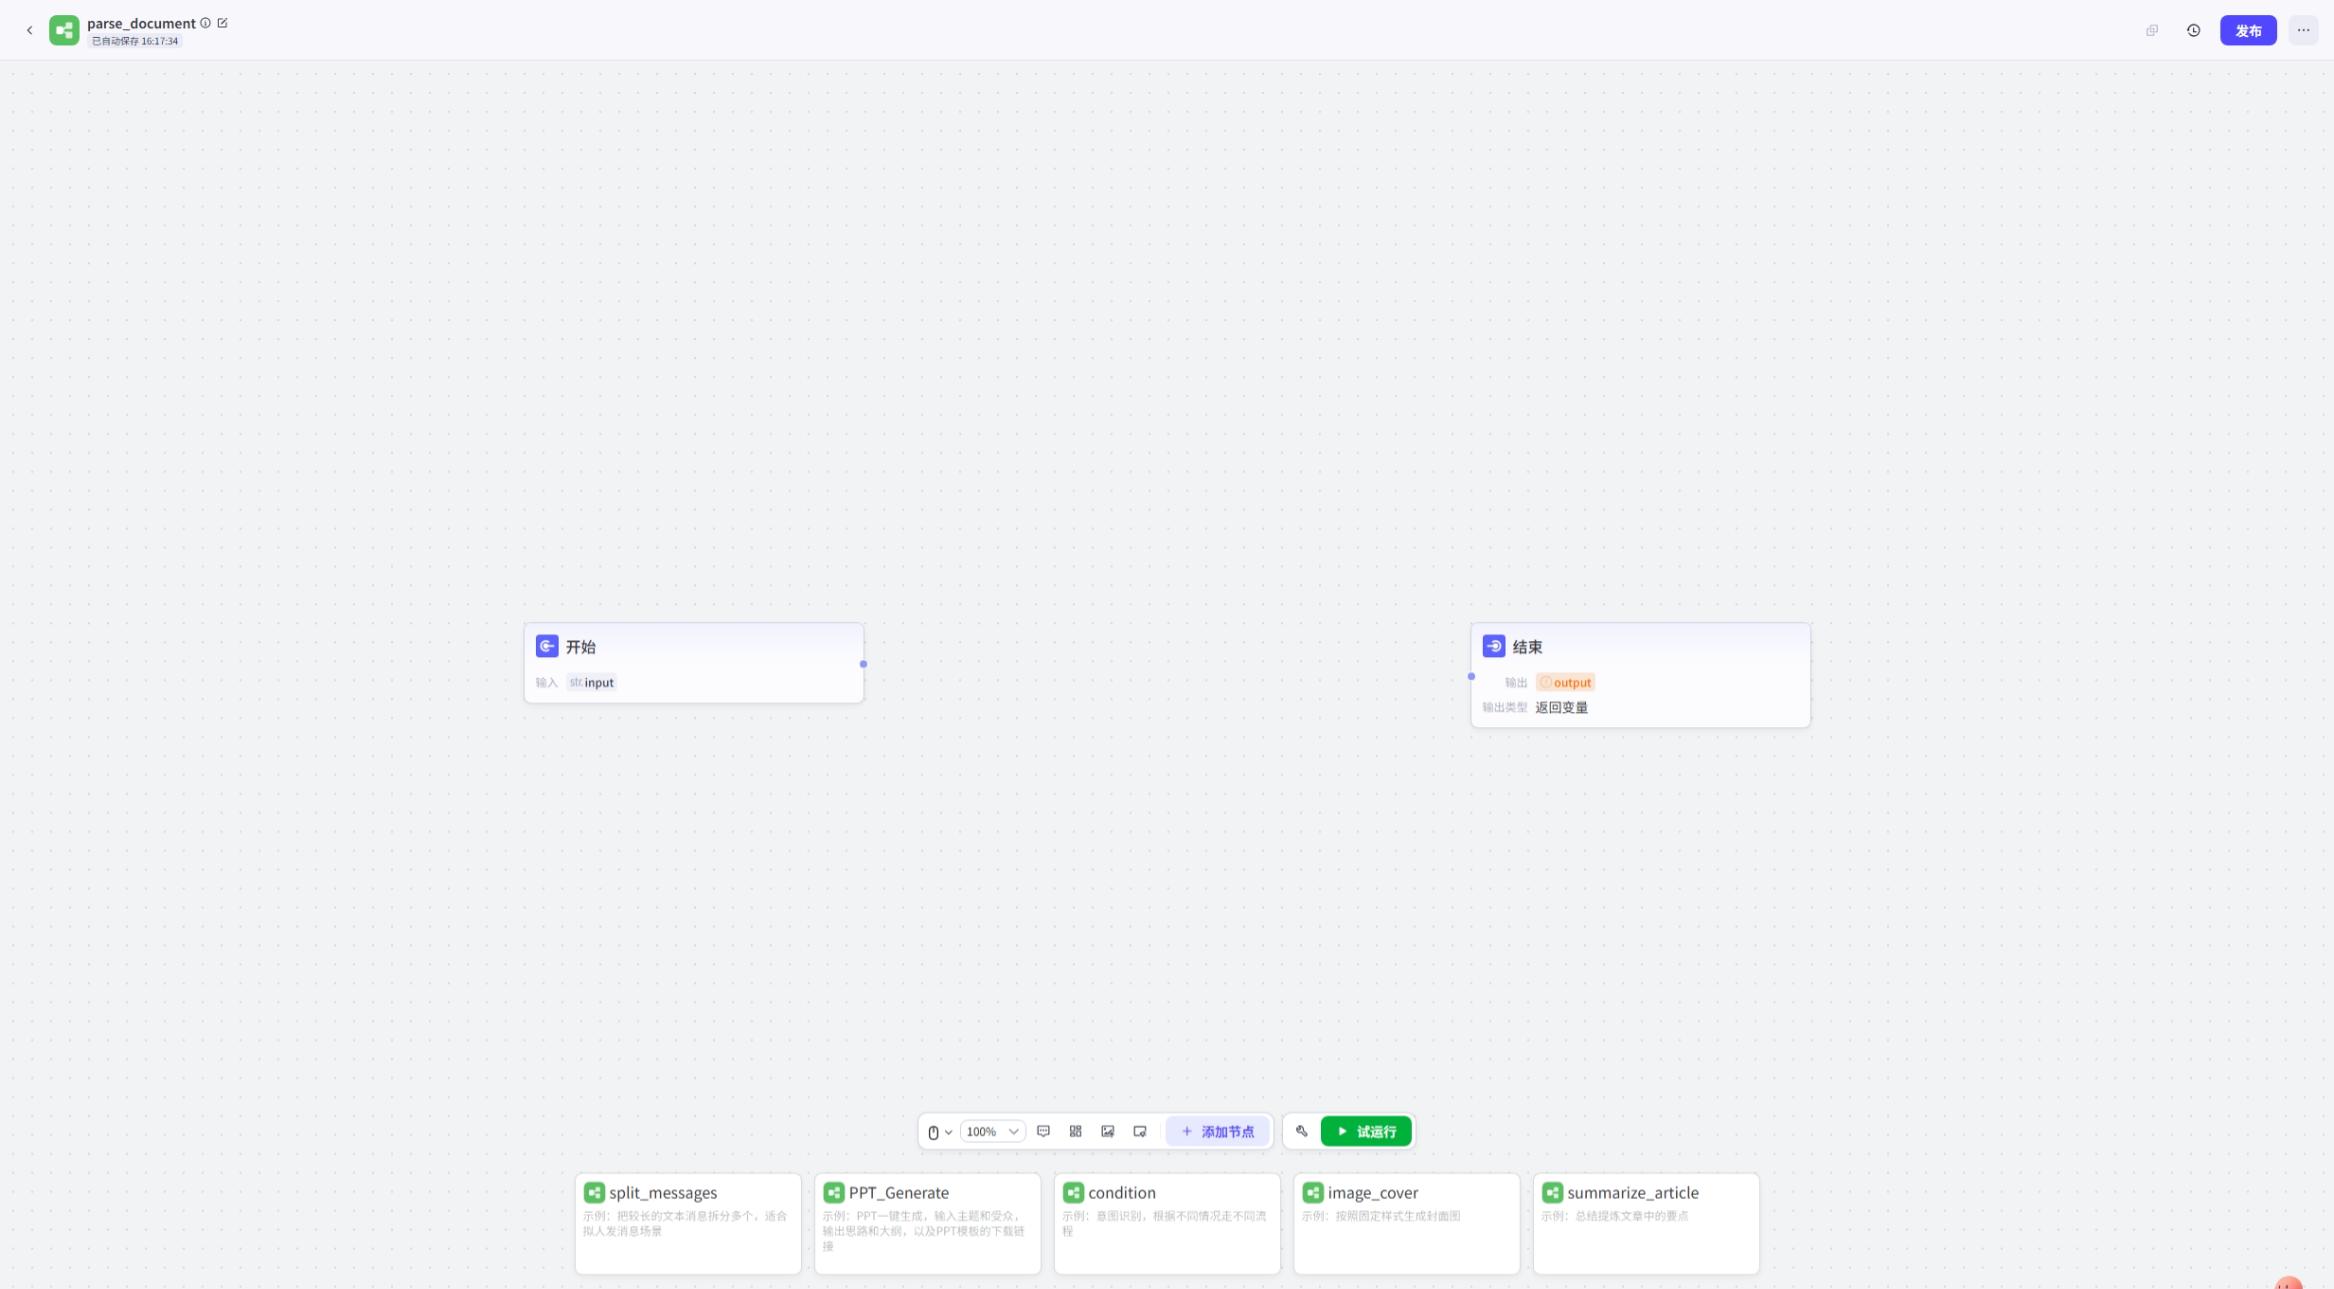 parse_document
已自动保存 16:17:34
发布
开始
输入 str. input
结束
输出 output
输出类型 返回变量
100%
添加节点
试运行
split_messages
示例：把较长的文本消息拆分多个，适合
拟人发消息场景
PPT_Generate
示例：PPT一键生成，输入主题和受众，
输出思路和大纲，以及PPT模板的下载链
接
condition
示例：意图识别，根据不同情况走不同流
程
image_cover
示例：按照固定样式生成封面图
summarize_article
示例：总结提炼文章中的要点